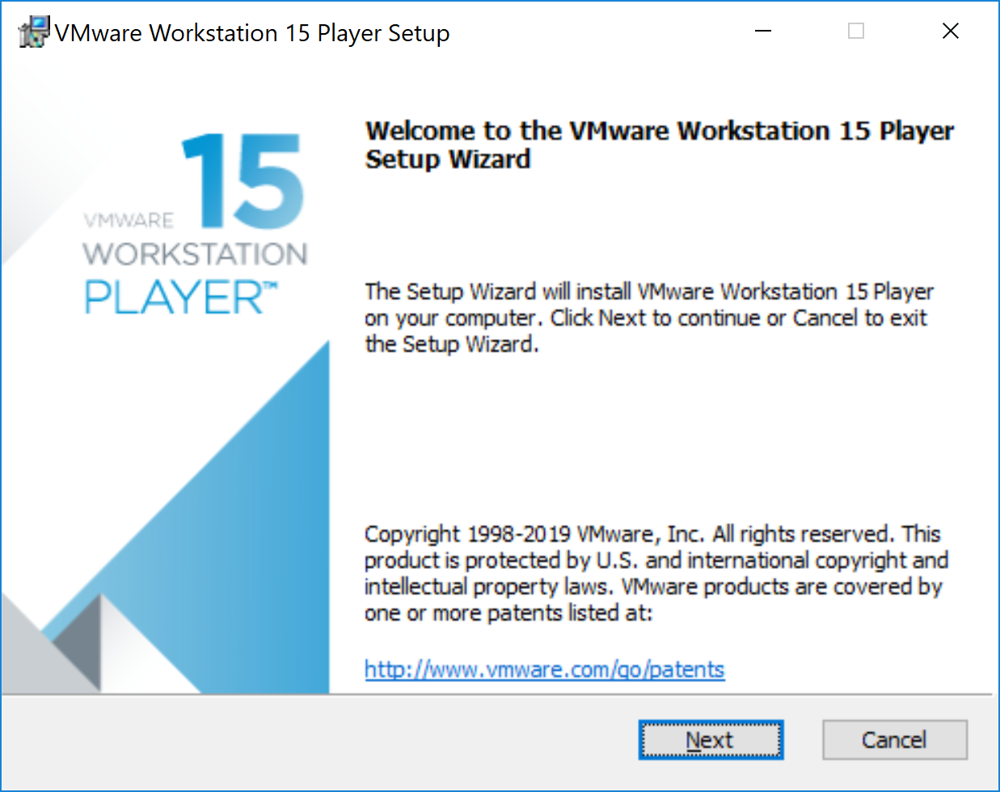 VMware Workstation 15 Player Setup
15
VMWARE
WORKSTATION
PLAYER™
Welcome to the VMware Workstation 15 Player
Setup Wizard
The Setup Wizard will install VMware Workstation 15 Player
on your computer. Click Next to continue or Cancel to exit
the Setup Wizard.
Copyright 1998-2019 VMware, Inc. All rights reserved. This
product is protected by U.S. and international copyright and
intellectual property laws. VMware products are covered by
one or more patents listed at:
http://www.vmware.com/go/patents
Next
Cancel